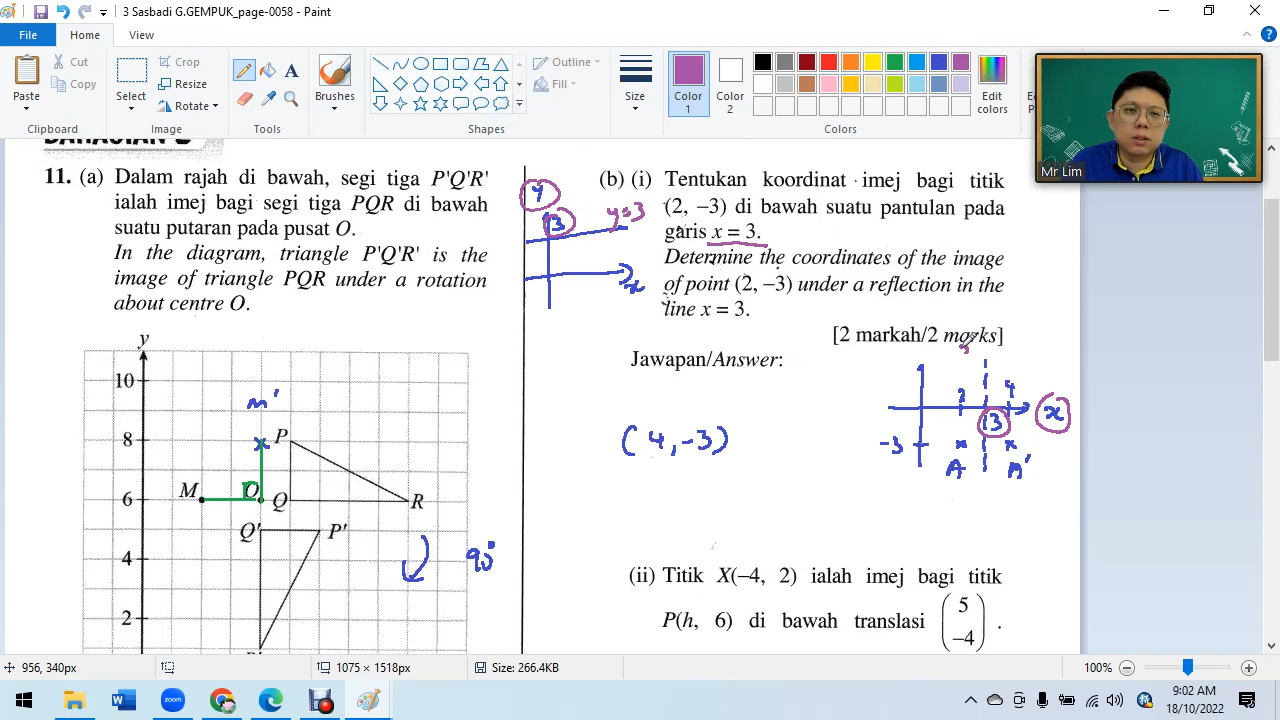 3 Sasbadi G.GEMPUK_page-0058 - Paint
File Home View
Paste Cut Copy Clipboard
Select Crop Resize Rotate Image
A Tools
Brushes
Outline Fill Shapes
Size
Color 1 Color 2 Edit colors Colors
Mr Lim
11. (a) Dalam rajah di bawah, segi tiga P'Q'R'
ialah imej bagi segi tiga PQR di bawah
suatu putaran pada pusat O.
In the diagram, triangle P'Q'R' is the
image of triangle PQR under a rotation
about centre O.
y
10
M'
8 x P
M O
6 Q R
Q' P'
4 90°
2
y
3 y=3
x
(b) (i) Tentukan koordinat imej bagi titik
(2, −3) di bawah suatu pantulan pada
garis x = 3.
Determine the coordinates of the image
of point (2, −3) under a reflection in the
line x = 3.
[2 markah/2 marks]
Jawapan/Answer:
(4, -3)
2 4
3 x
-3 x x
A A'
(ii) Titik X(−4, 2) ialah imej bagi titik
P(h, 6) di bawah translasi (5 −4).
956, 340px 1075 × 1518px Size: 266.4KB 100%
zoom
9:02 AM
18/10/2022